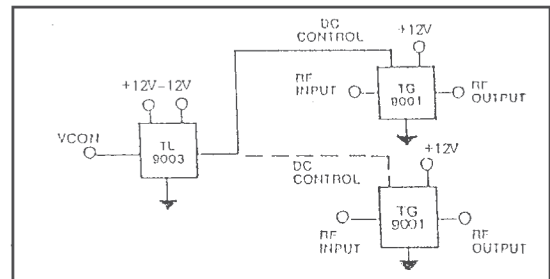 DC
CONTROL
+12V
+12V-12V
RF
INPUT
TG
9001
RF
OUTPUT
VCON
TL
9003
DC
CONTROL
+12V
TG
9001
RF
INPUT
RF
OUTPUT